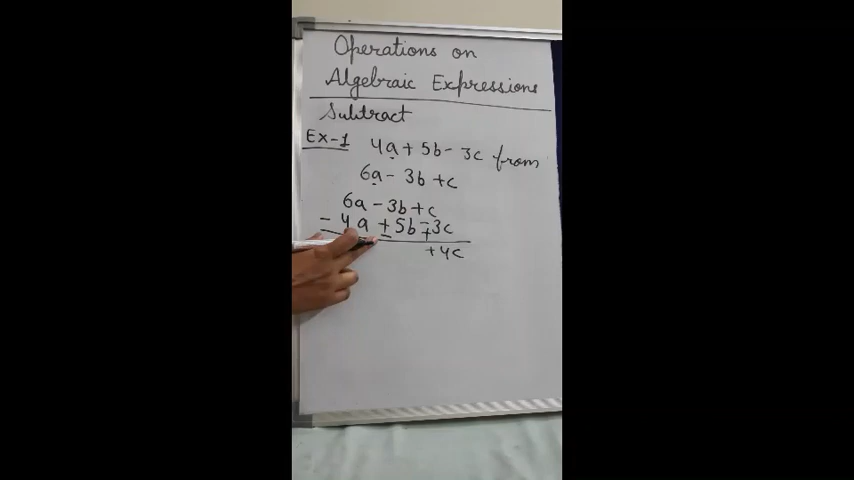 Operations on
Algebraic Expressions
Subtract
Ex-1 4a + 5b - 3c from
6a - 3b + c
6a - 3b + c
- 4a + 5b - 3c
- - +
+ 4c